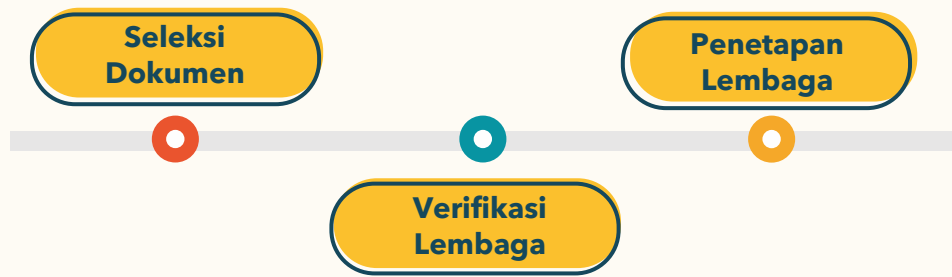 Seleksi
Dokumen
Verifikasi
Lembaga
Penetapan
Lembaga